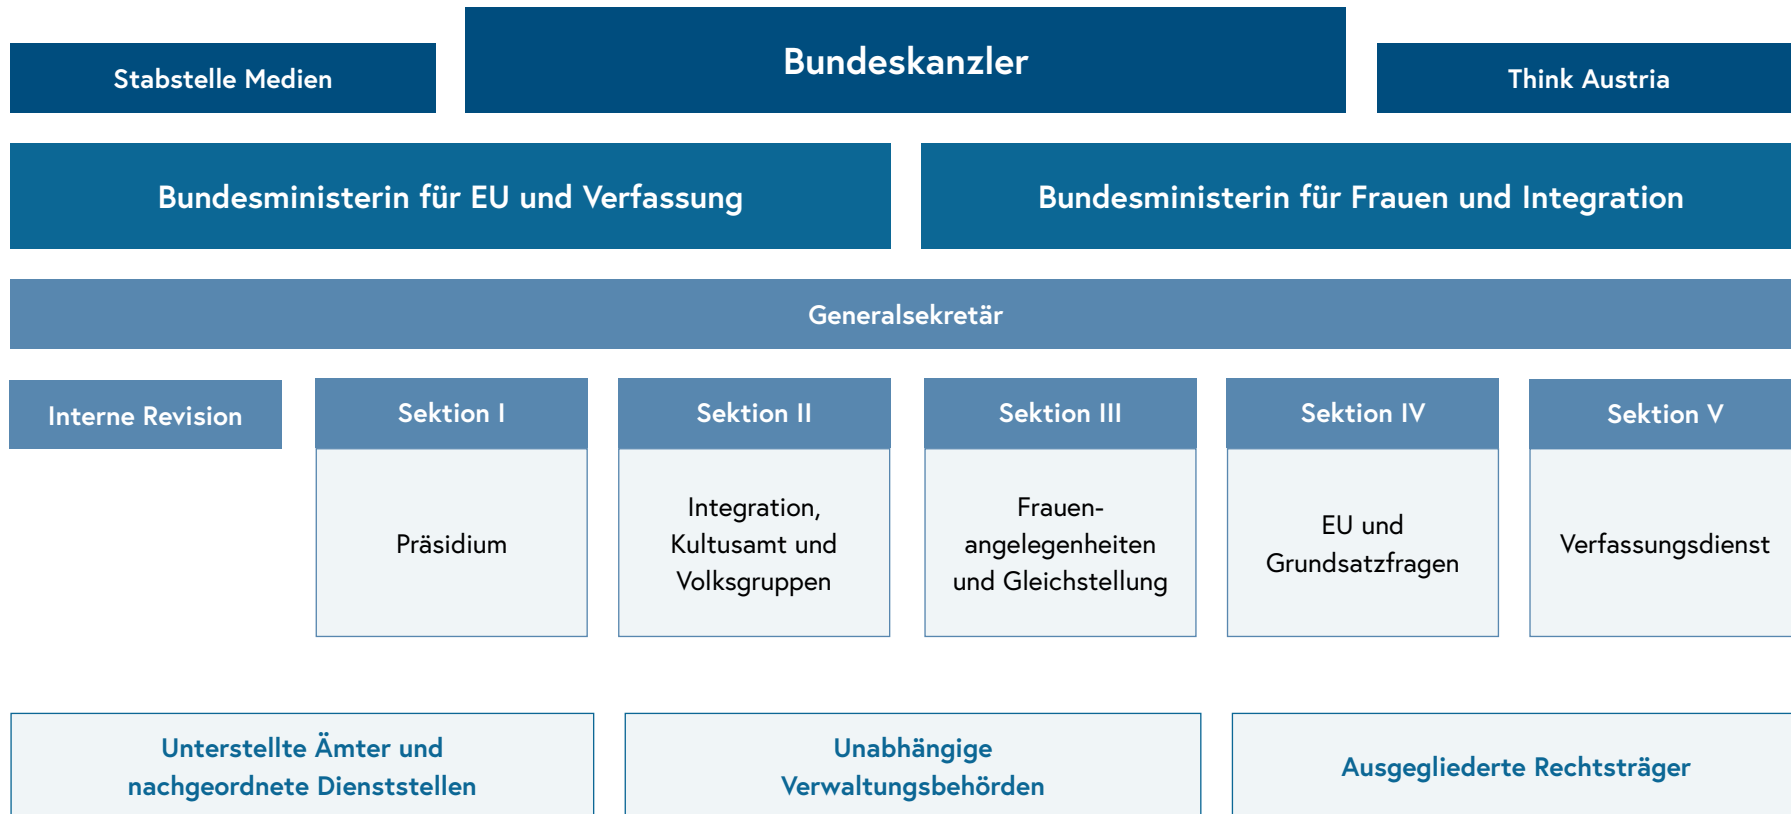 Bundeskanzler
Stabstelle Medien
Think Austria
Bundesministerin für EU und Verfassung
Bundesministerin für Frauen und Integration
Generalsekretär
Interne Revision
Sektion I
Präsidium
Sektion II
Integration,
Kultusamt und
Volksgruppen
Sektion III
Frauen-
angelegenheiten
und Gleichstellung
Sektion IV
EU und
Grundsatzfragen
Sektion V
Verfassungsdienst
Unterstellte Ämter und
nachgeordnete Dienststellen
Unabhängige
Verwaltungsbehörden
Ausgegliederte Rechtsträger